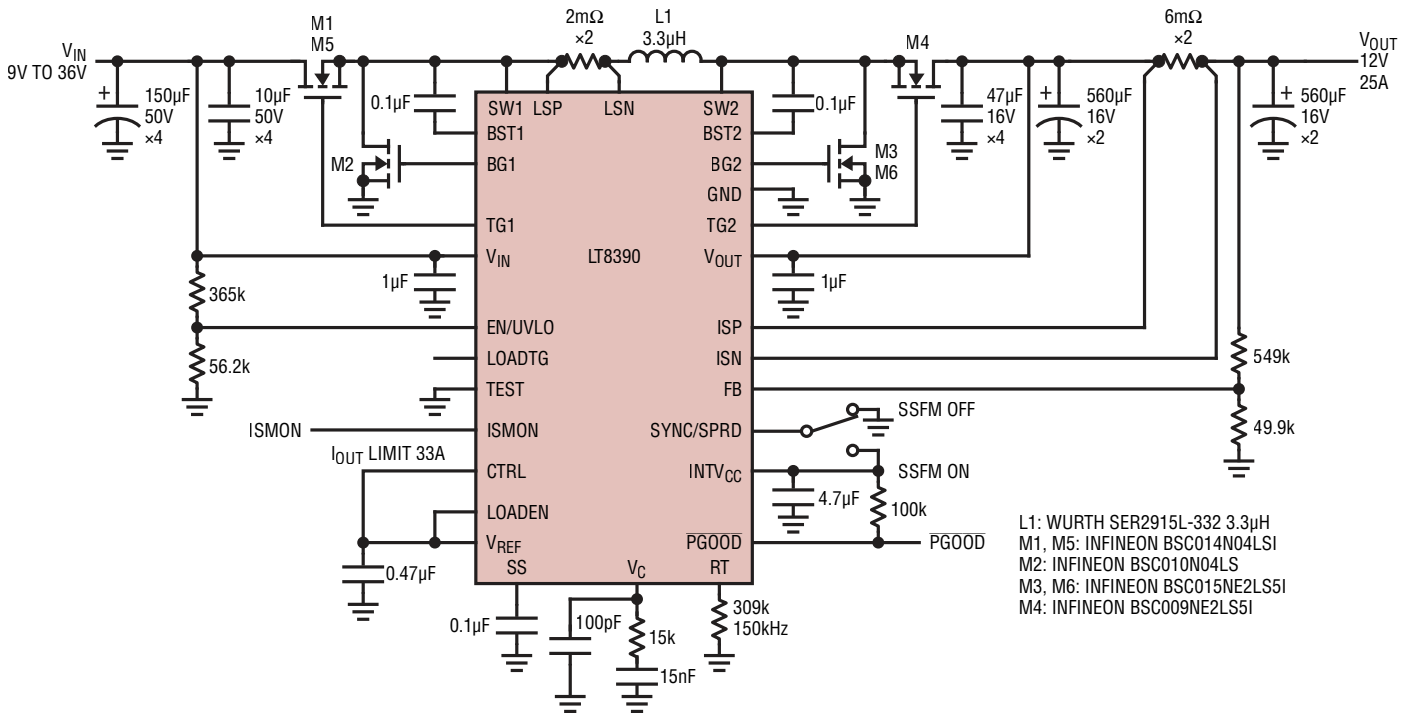 M1
M5
2mΩ
×2
L1
3.3µH
M4
6mΩ
×2
VIN
9V TO 36V
VOUT
12V
25A
+
150µF
50V
×4
10µF
50V
×4
0.1µF
SW1
LSP
LSN
SW2
0.1µF
47µF
16V
×4
+
560µF
16V
×2
+
560µF
16V
×2
BST1
BST2
M2
BG1
BG2
M3
M6
GND
TG1
TG2
VIN
LT8390
VOUT
1µF
1µF
365k
EN/UVLO
ISP
56.2k
LOADTG
ISN
549k
TEST
FB
ISMON
ISMON
SYNC/SPRD
SSFM OFF
49.9k
IOUT LIMIT 33A
CTRL
INTVCC
SSFM ON
4.7µF
100k
LOADEN
VREF
PGOOD
PGOOD
0.47µF
SS
VC
RT
0.1µF
100pF
15k
309k
150kHz
15nF
L1: WURTH SER2915L-332 3.3µH
M1, M5: INFINEON BSC014N04LSI
M2: INFINEON BSC010N04LS
M3, M6: INFINEON BSC015NE2LS5I
M4: INFINEON BSC009NE2LS5I